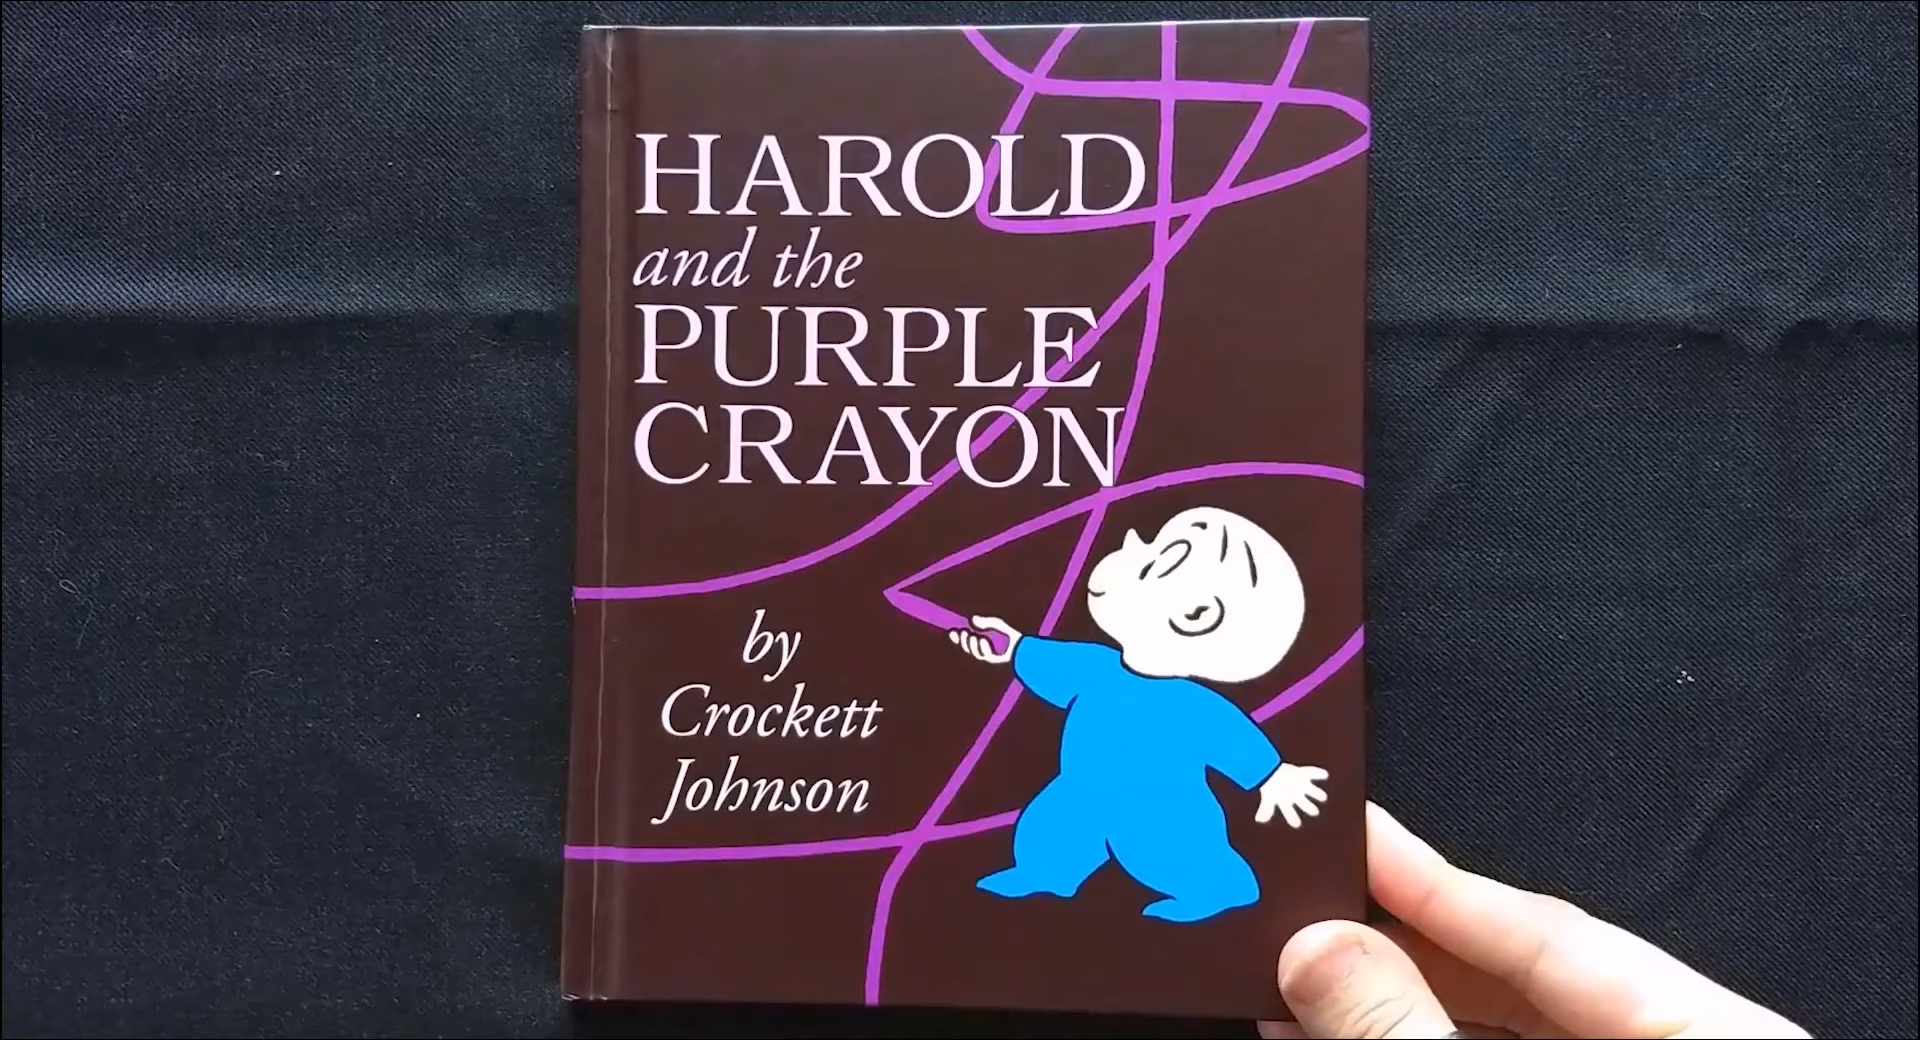 HAROLD
and the
PURPLE
CRAYON
by
Crockett
Johnson